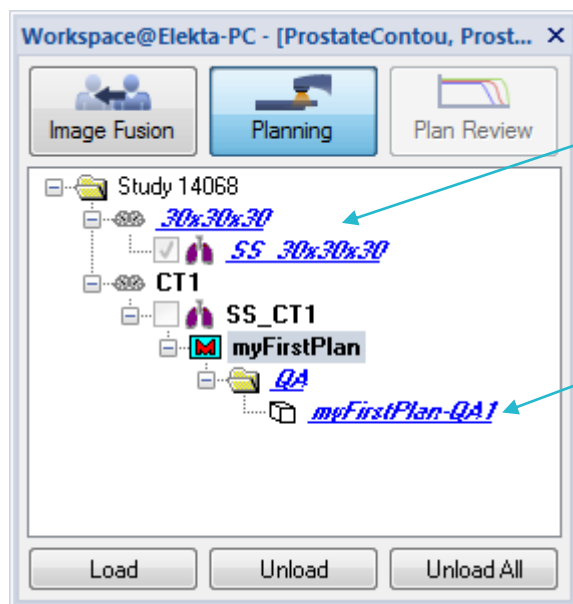 Workspace@Elekta-PC - [ProstateContou, Prost...
Image Fusion
Planning
Plan Review
Study 14068
30x30x30
SS_30x30x30
CT1
SS_CT1
myFirstPlan
QA
myFirstPlan-QA1
Load
Unload
Unload All